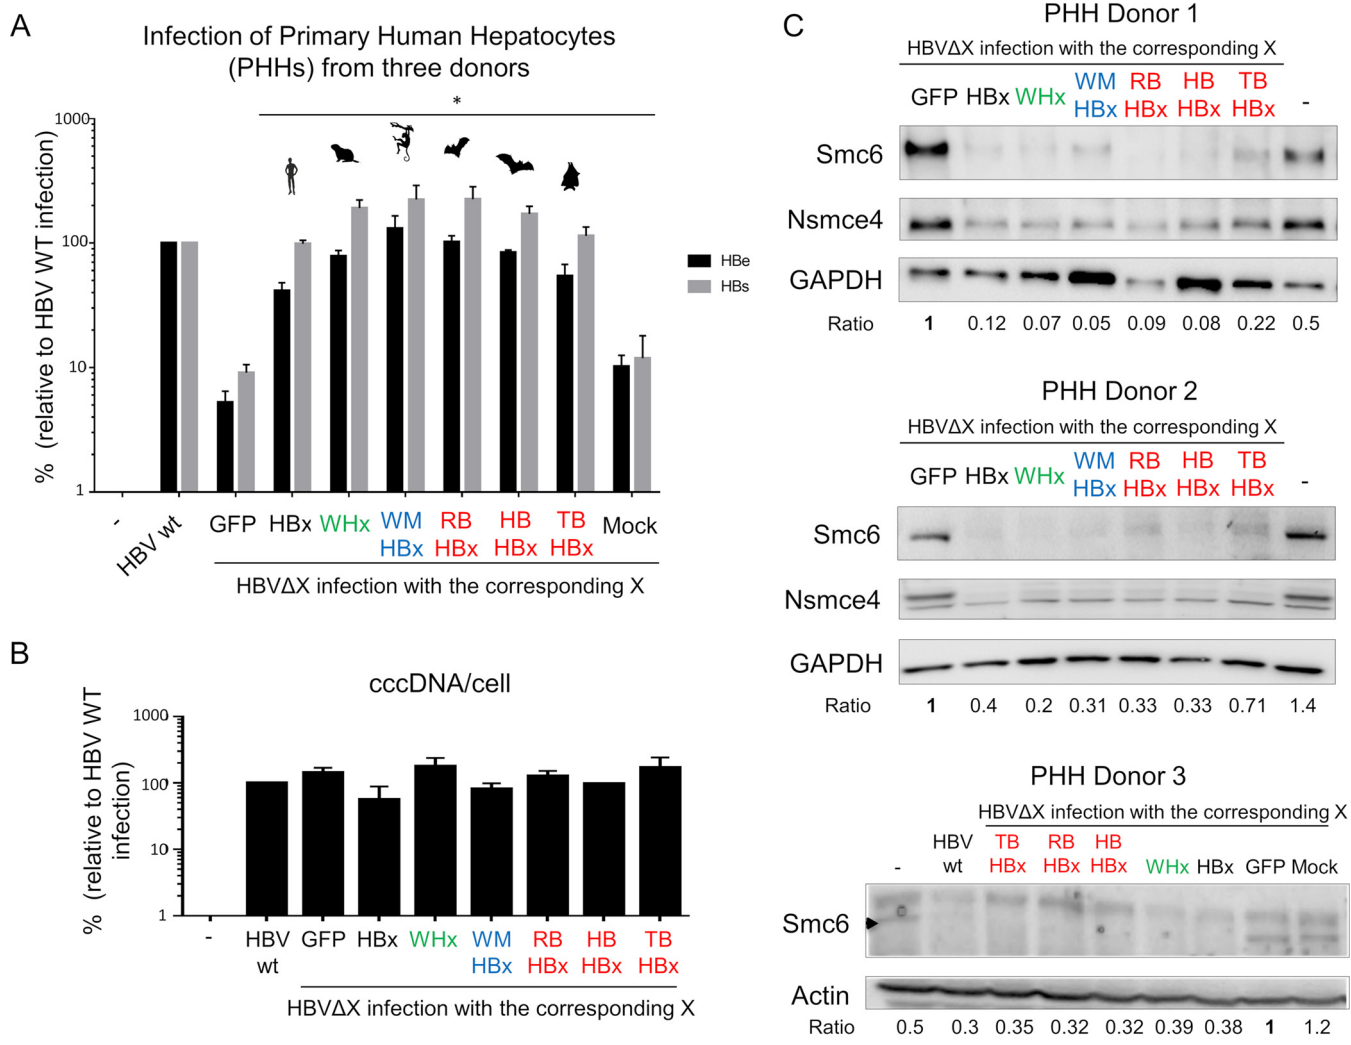 A
Infection of Primary Human Hepatocytes
(PHHs) from three donors
*
% (relative to HBV WT infection)
1000
100
10
1
HBe
HBs
-
HBV wt
GFP
HBx
WHx
WM
HBx
RB
HBx
HB
HBx
TB
HBx
Mock
HBVΔX infection with the corresponding X
B
cccDNA/cell
% (relative to HBV WT
infection)
1000
100
10
1
-
HBV
wt
GFP
HBx
WHx
WM
HBx
RB
HBx
HB
HBx
TB
HBx
HBVΔX infection with the corresponding X
C
PHH Donor 1
HBVΔX infection with the corresponding X
GFP HBx WHx WM HBx RB HBx HB HBx TB HBx -
Smc6
Nsmce4
GAPDH
Ratio 1 0.12 0.07 0.05 0.09 0.08 0.22 0.5
PHH Donor 2
HBVΔX infection with the corresponding X
GFP HBx WHx WM HBx RB HBx HB HBx TB HBx -
Smc6
Nsmce4
GAPDH
Ratio 1 0.4 0.2 0.31 0.33 0.33 0.71 1.4
PHH Donor 3
HBVΔX infection with the corresponding X
- HBV wt TB HBx RB HBx HB HBx WHx HBx GFP Mock
Smc6
Actin
Ratio 0.5 0.3 0.35 0.32 0.32 0.39 0.38 1 1.2